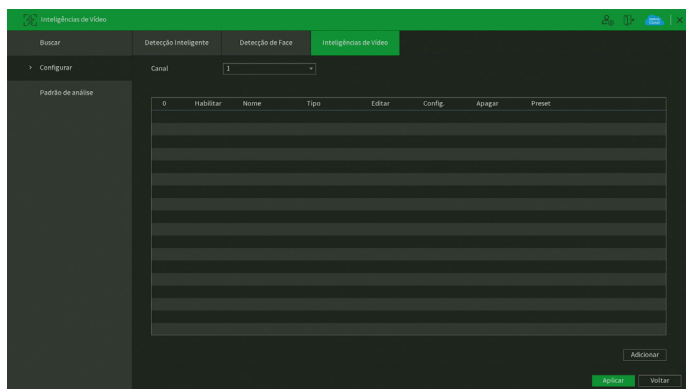 Inteligências de Vídeo
Buscar
Detecção Inteligente
Detecção de Face
Inteligências de Vídeo
> Configurar
Canal
1
Padrão de análise
0 Habilitar Nome Tipo Editar Config. Apagar Preset
Adicionar
Aplicar
Voltar